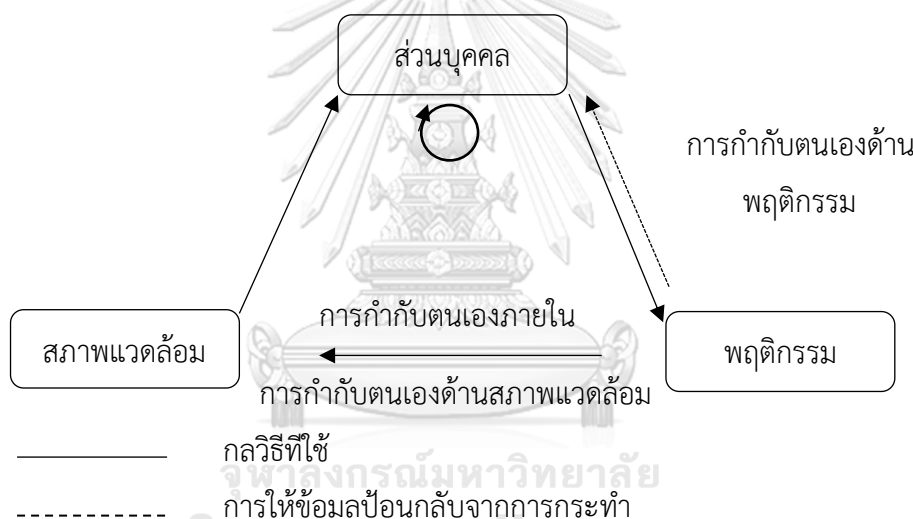 ส่วนบุคคล
การกำกับตนเองด้าน
พฤติกรรม
การกำกับตนเองภายใน
สภาพแวดล้อม
พฤติกรรม
การกำกับตนเองด้านสภาพแวดล้อม
กลวิธีที่ใช้
จุฬาลงกรณ์มหาวิทยาลัย
การให้ข้อมูลป้อนกลับจากการกระทำ